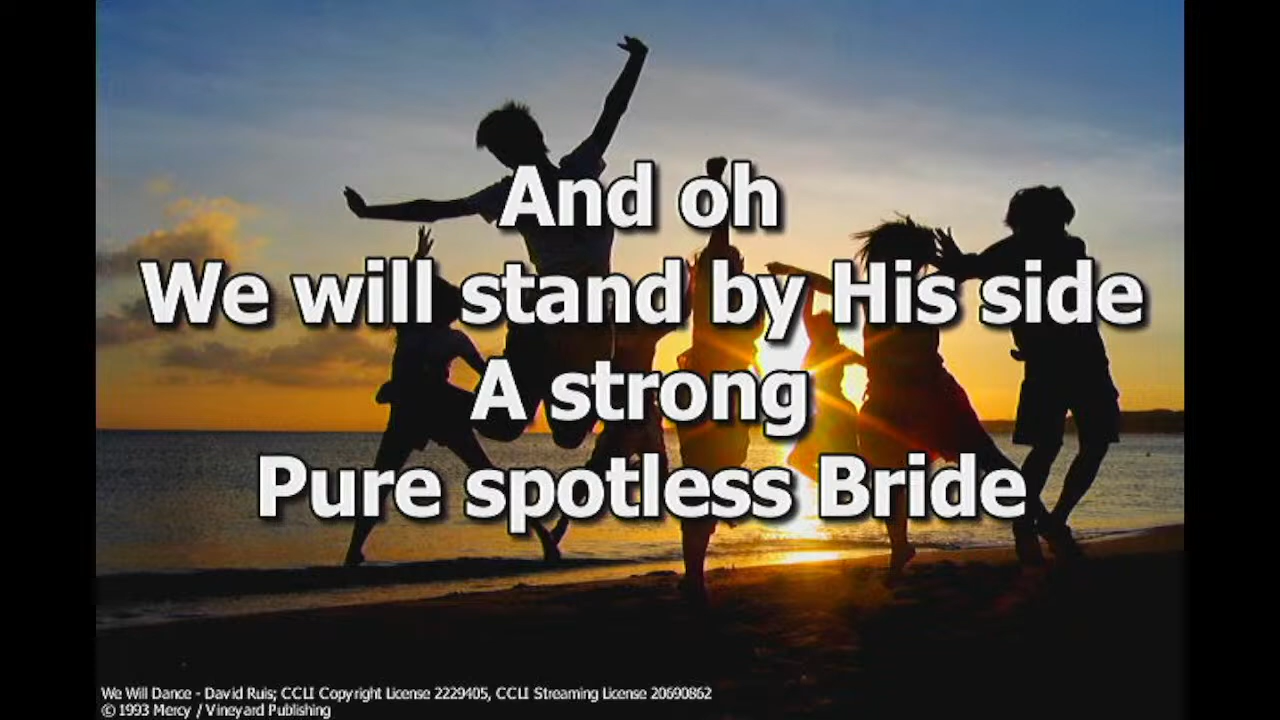 And oh
We will stand by His side
A strong
Pure spotless Bride
We Will Dance - David Ruis; CCLI Copyright License 2229405, CCLI Streaming License 20690862
© 1993 Mercy / Vineyard Publishing